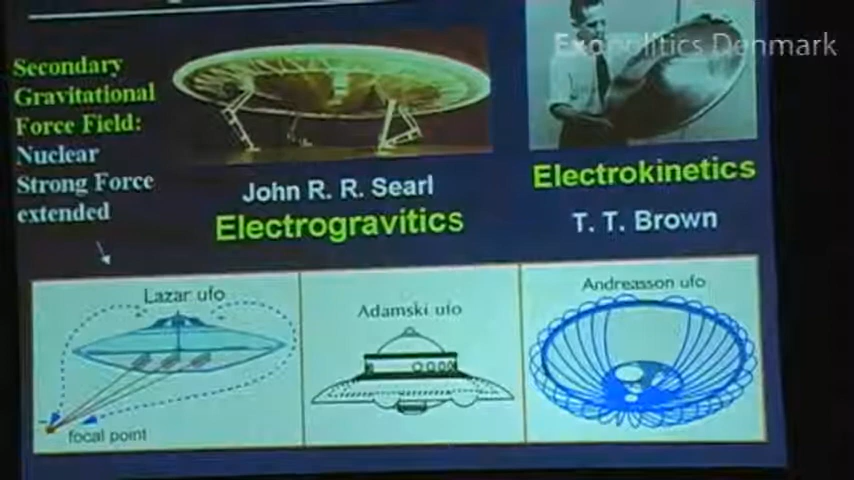 Exopolitics Denmark
Secondary
Gravitational
Force Field:
Nuclear
Strong Force
extended
John R. R. Searl
Electrogravitics
Electrokinetics
T. T. Brown
Lazar ufo
focal point
Adamski ufo
Andreasson ufo